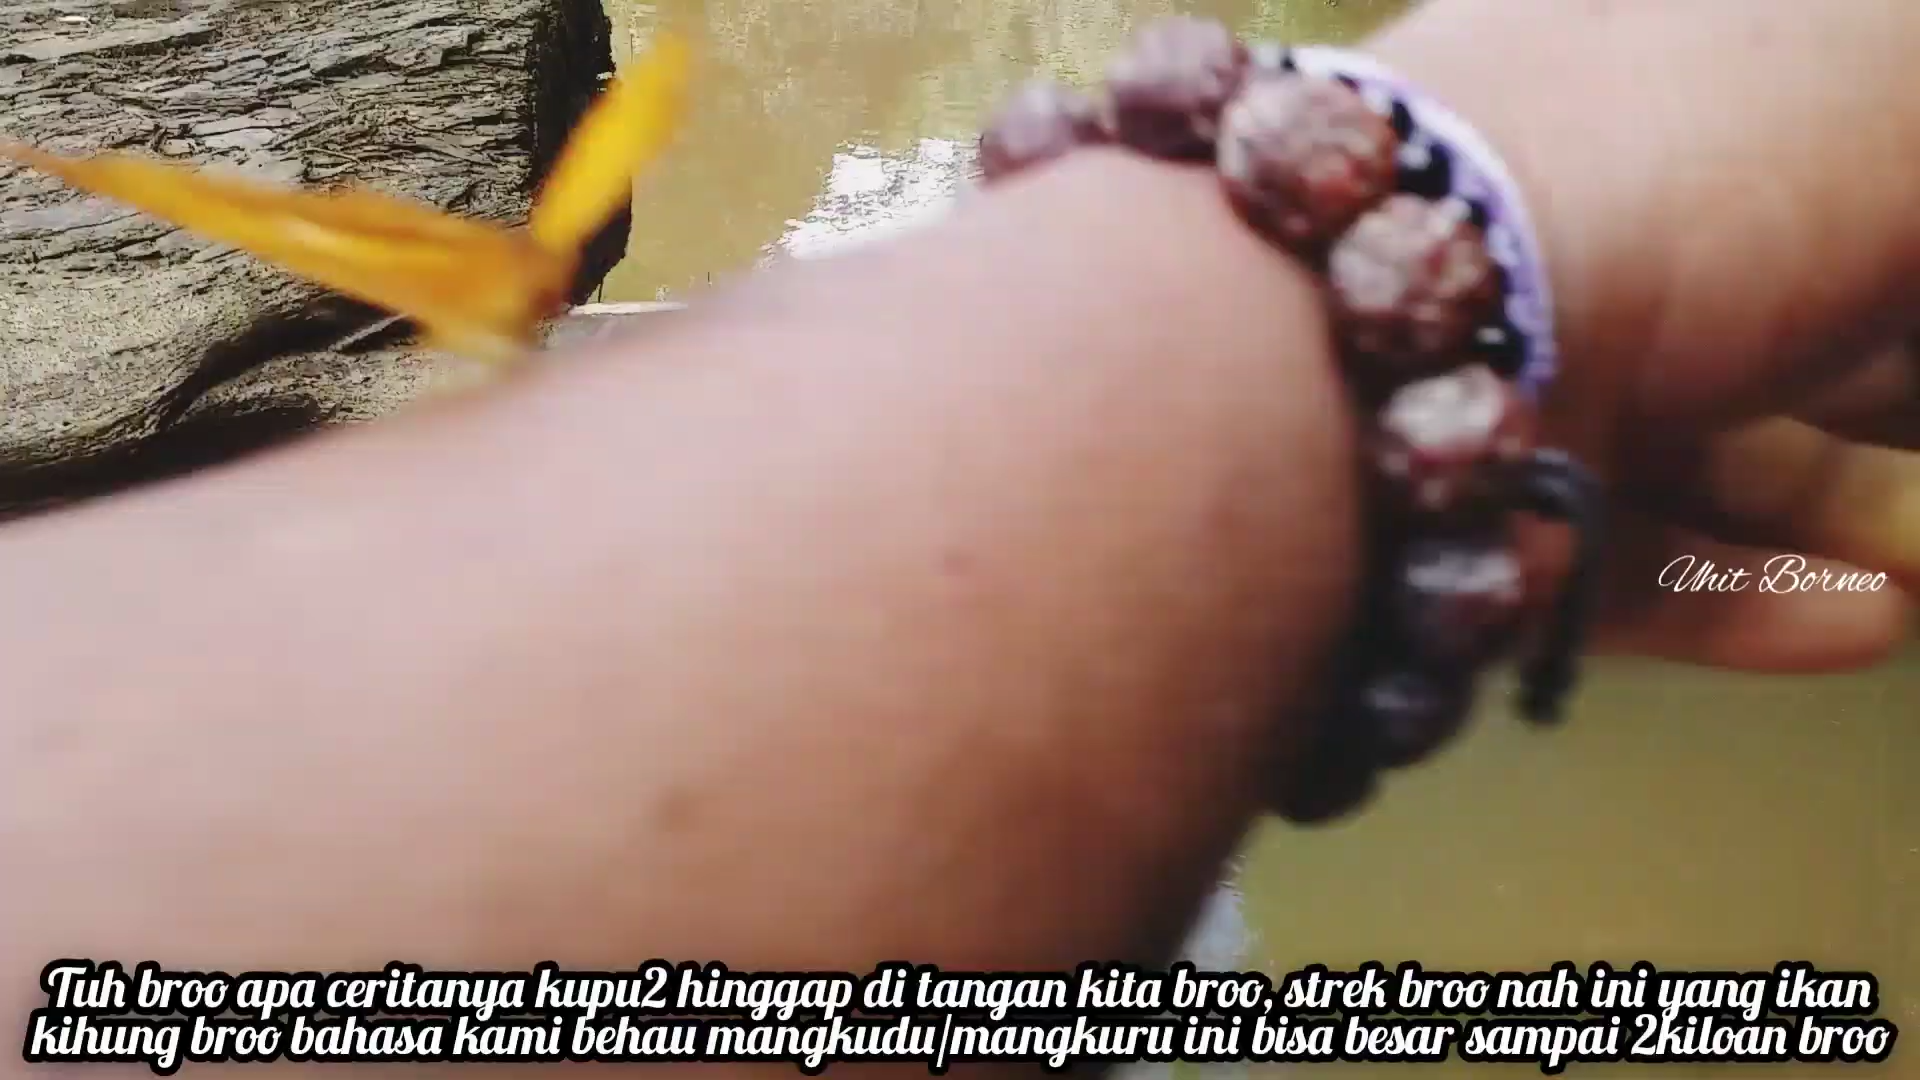 Uhit Borneo
Tuh broo apa ceritanya kupu2 hinggap di tangan kita broo, strek broo nah ini yang ikan
kihung broo bahasa kami behau mangkudu/mangkuru ini bisa besar sampai 2kiloan broo